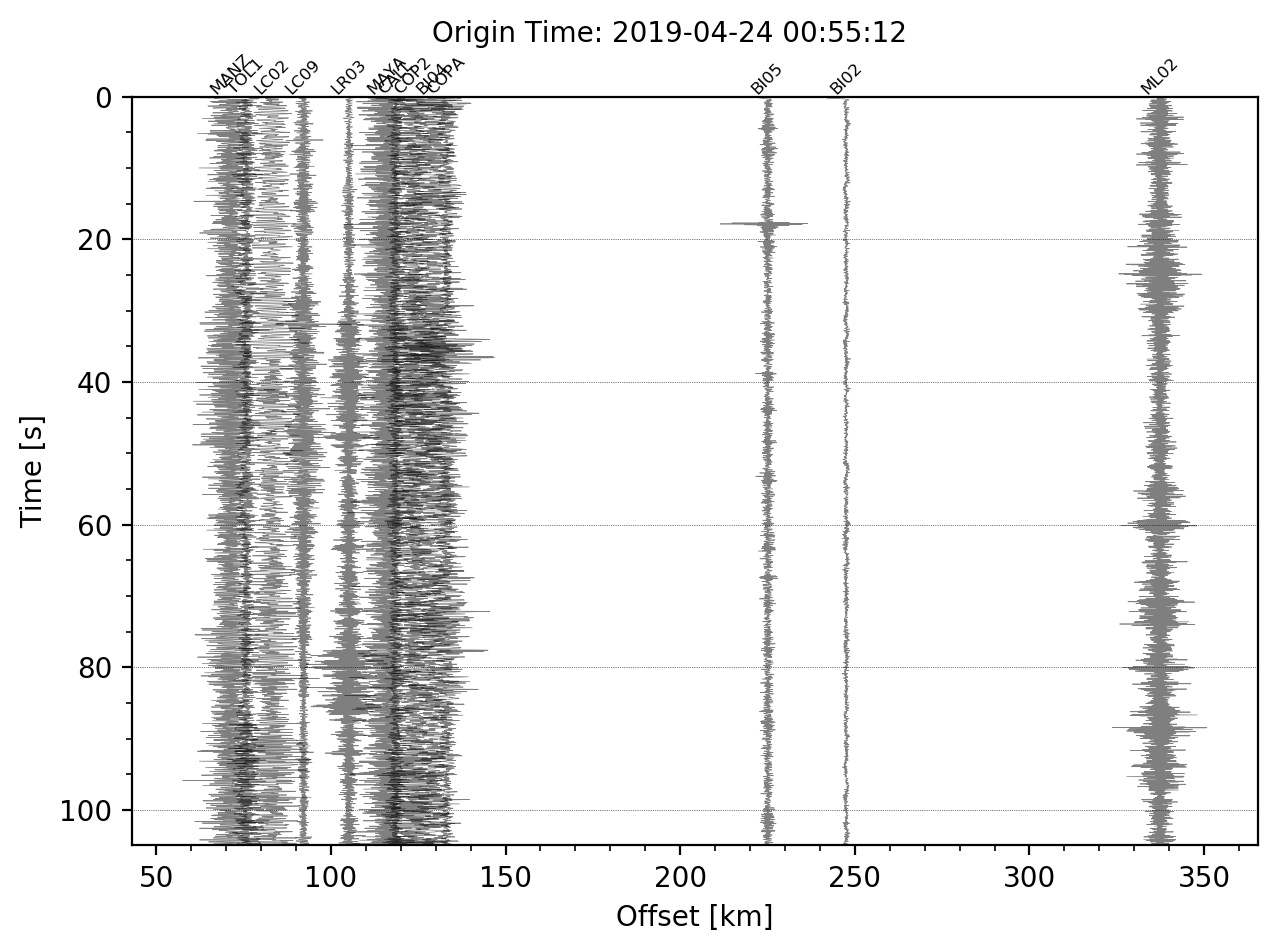 Origin Time: 2019-04-24 00:55:12
MANZ TOL1 LC02 LC09 LR03 MAYA COP2 BI04 COPA BI05 BI02 ML02
0
20
40
60
80
100
Time [s]
50 100 150 200 250 300 350
Offset [km]